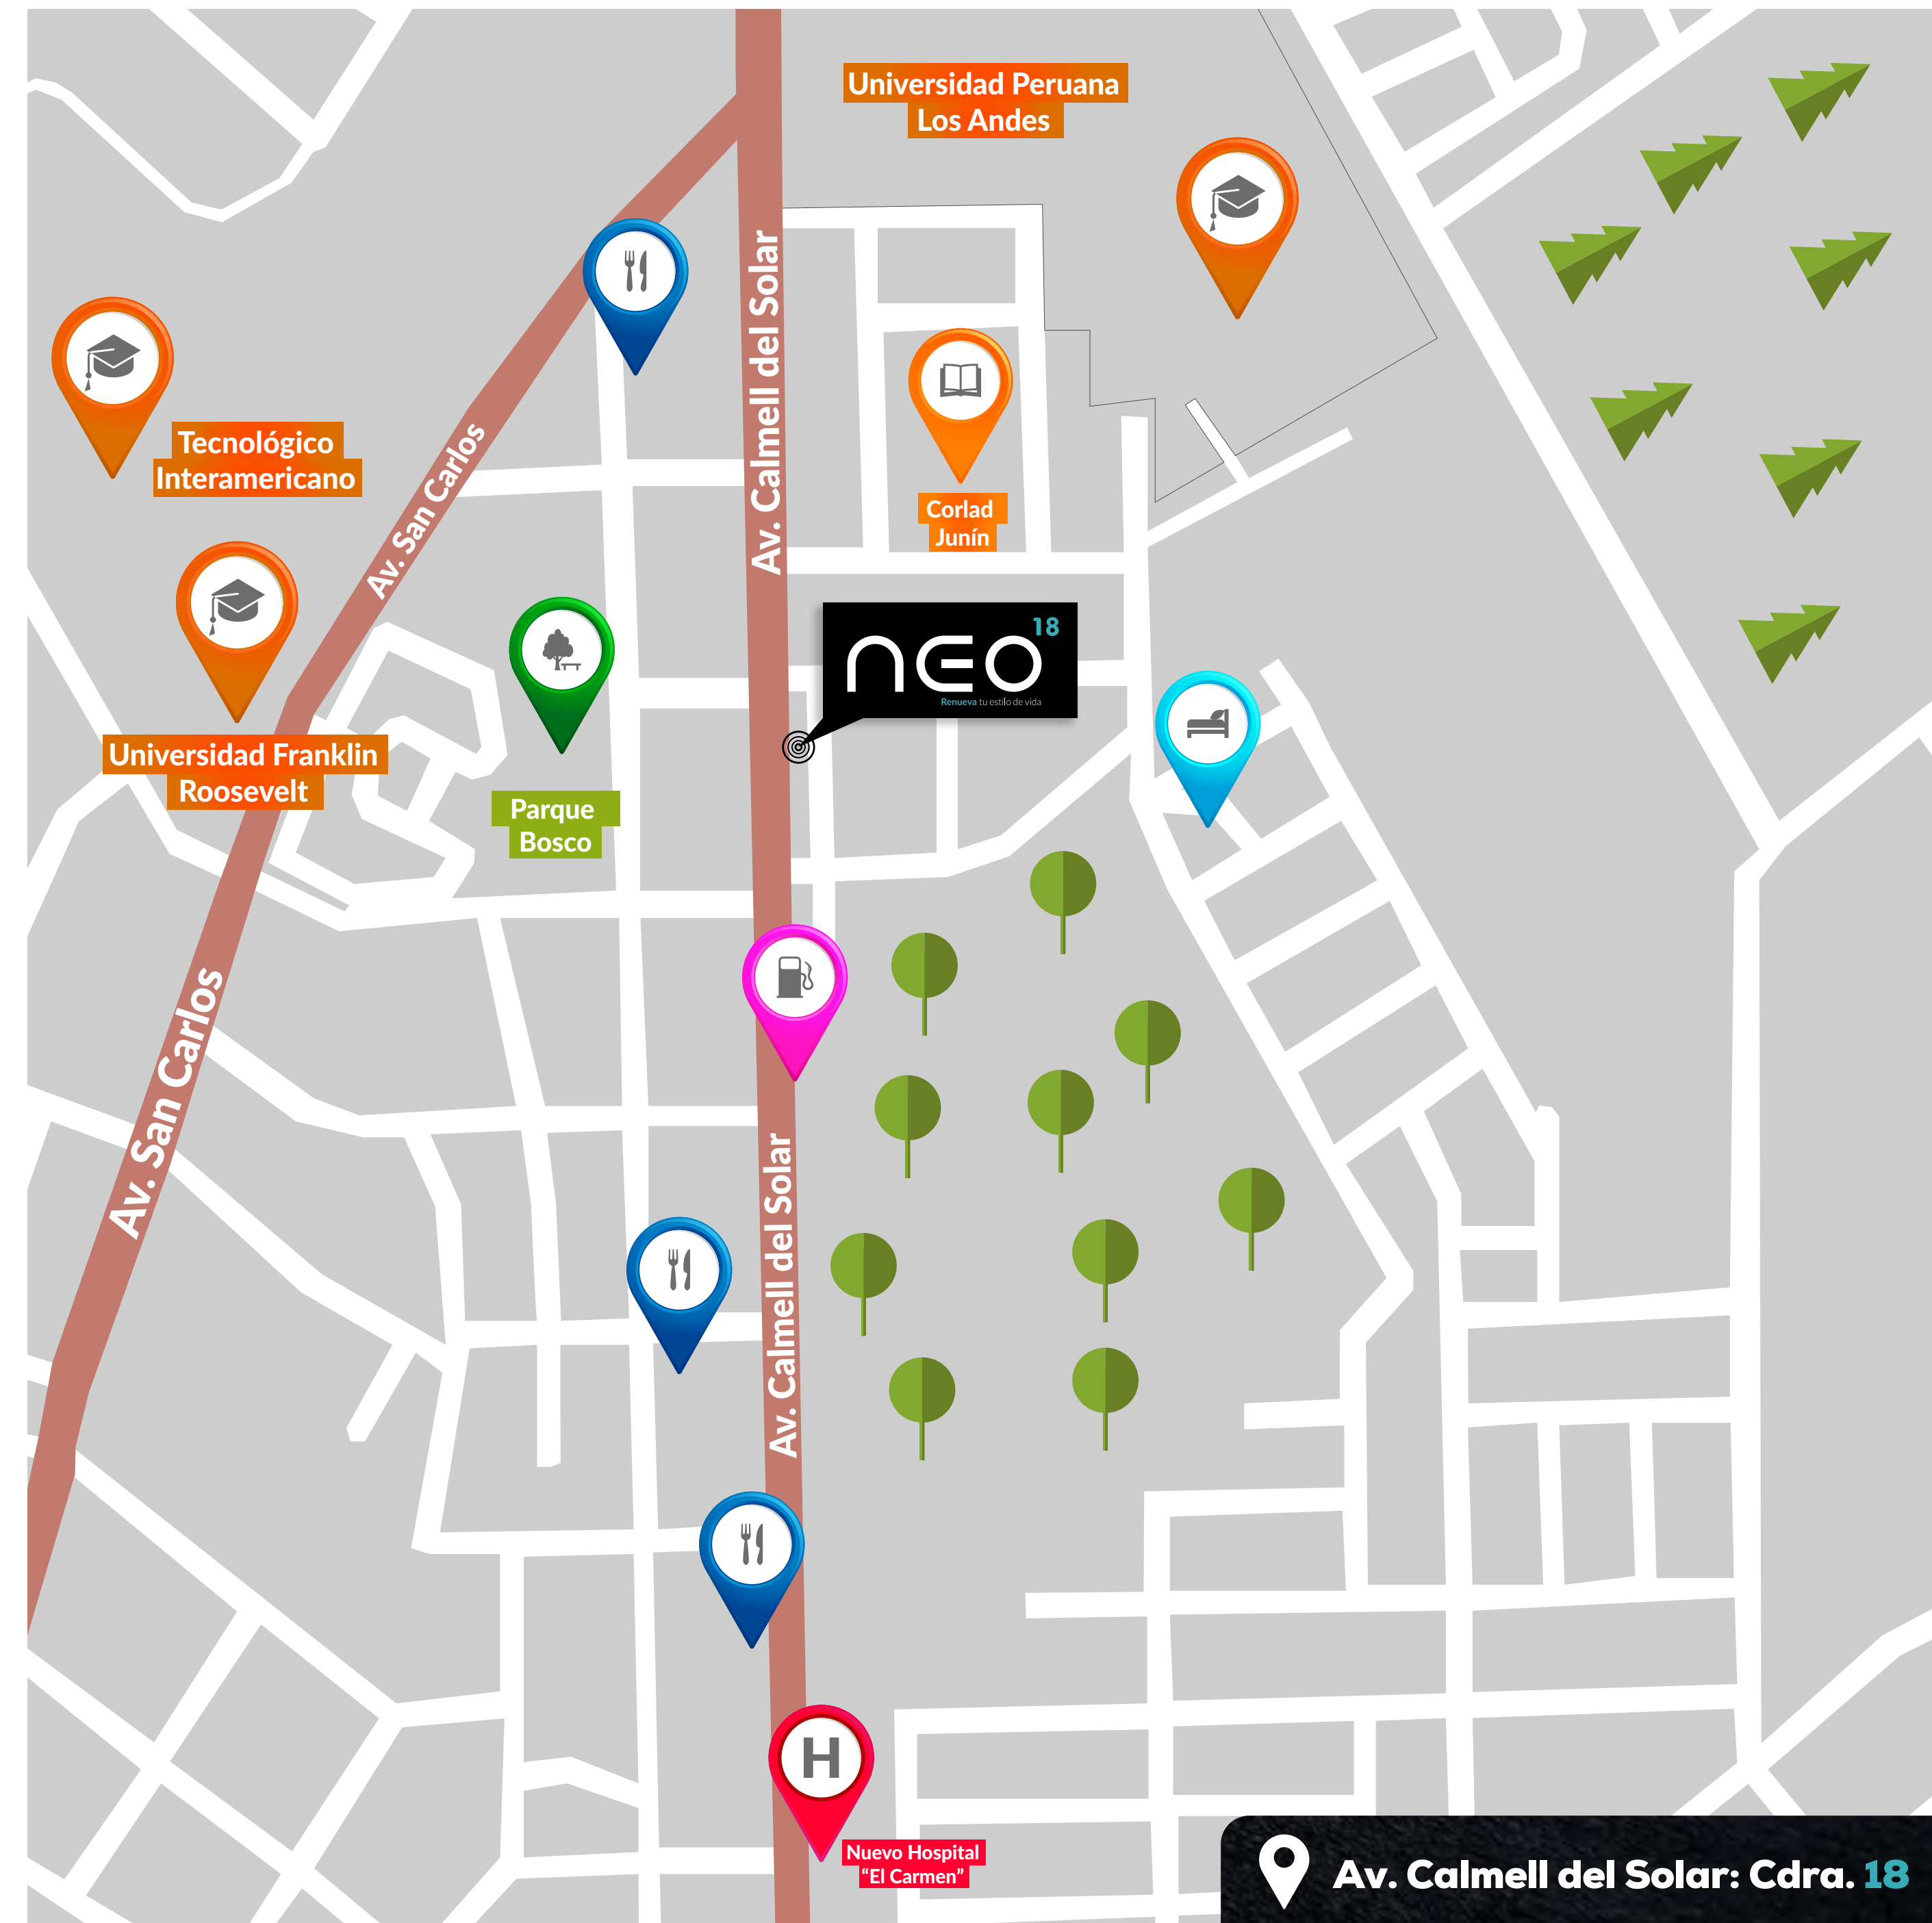 Universidad Peruana
Los Andes
Av. Calmell del Solar
Tecnológico
Interamericano
Av. San Carlos
Corlad
Junín
NEO 18
Renueva tu estilo de vida
Universidad Franklin
Roosevelt
Parque
Bosco
Av. San Carlos
Av. Calmell del Solar
H
Nuevo Hospital
“El Carmen”
Av. Calmell del Solar: Cdra. 18